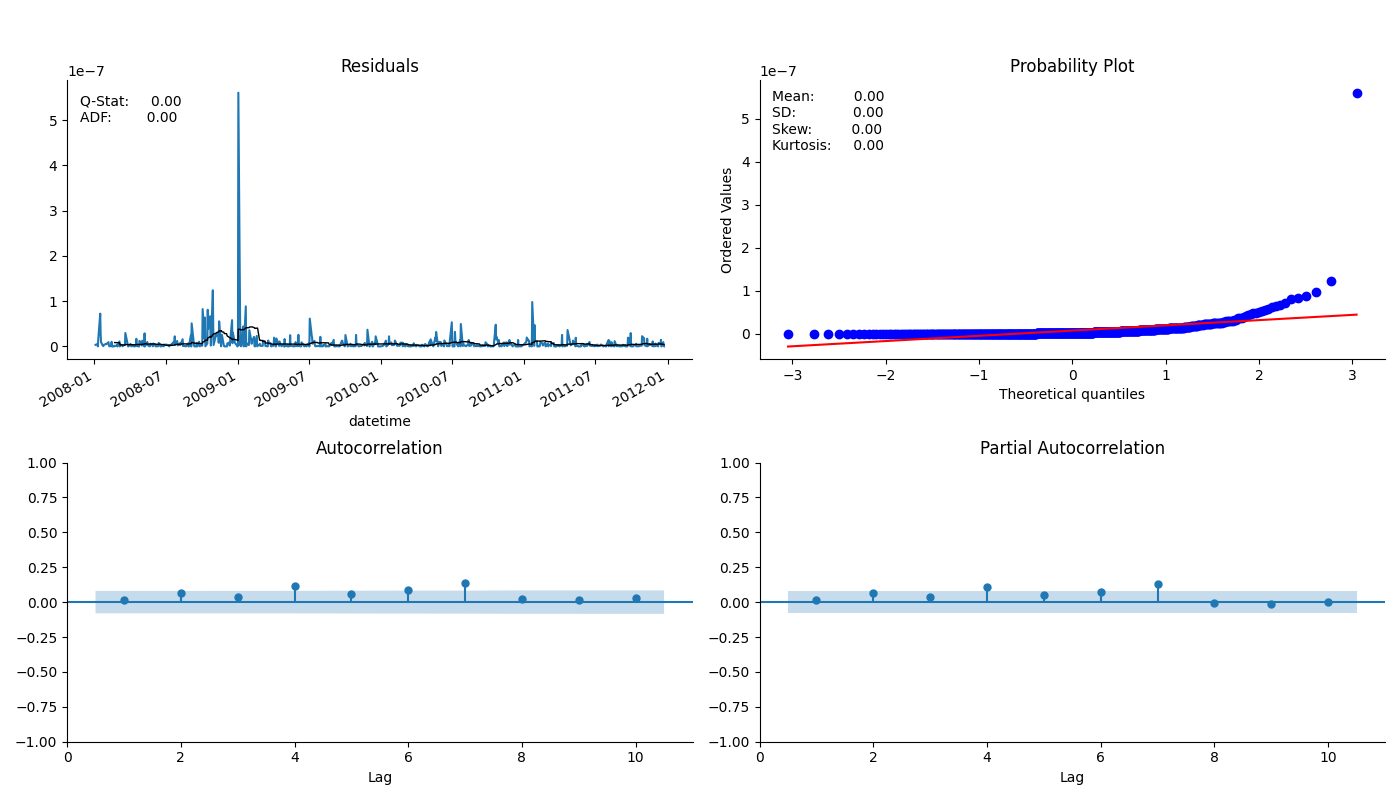 Residuals
1e−7
Q-Stat: 0.00
ADF: 0.00
5
4
3
2
1
0
2008-01 2008-07 2009-01 2009-07 2010-01 2010-07 2011-01 2011-07 2012-01
datetime
Probability Plot
1e−7
Mean: 0.00
SD: 0.00
Skew: 0.00
Kurtosis: 0.00
Ordered Values
5
4
3
2
1
0
−3 −2 −1 0 1 2 3
Theoretical quantiles
Autocorrelation
1.00
0.75
0.50
0.25
0.00
−0.25
−0.50
−0.75
−1.00
0 2 4 6 8 10
Lag
Partial Autocorrelation
1.00
0.75
0.50
0.25
0.00
−0.25
−0.50
−0.75
−1.00
0 2 4 6 8 10
Lag